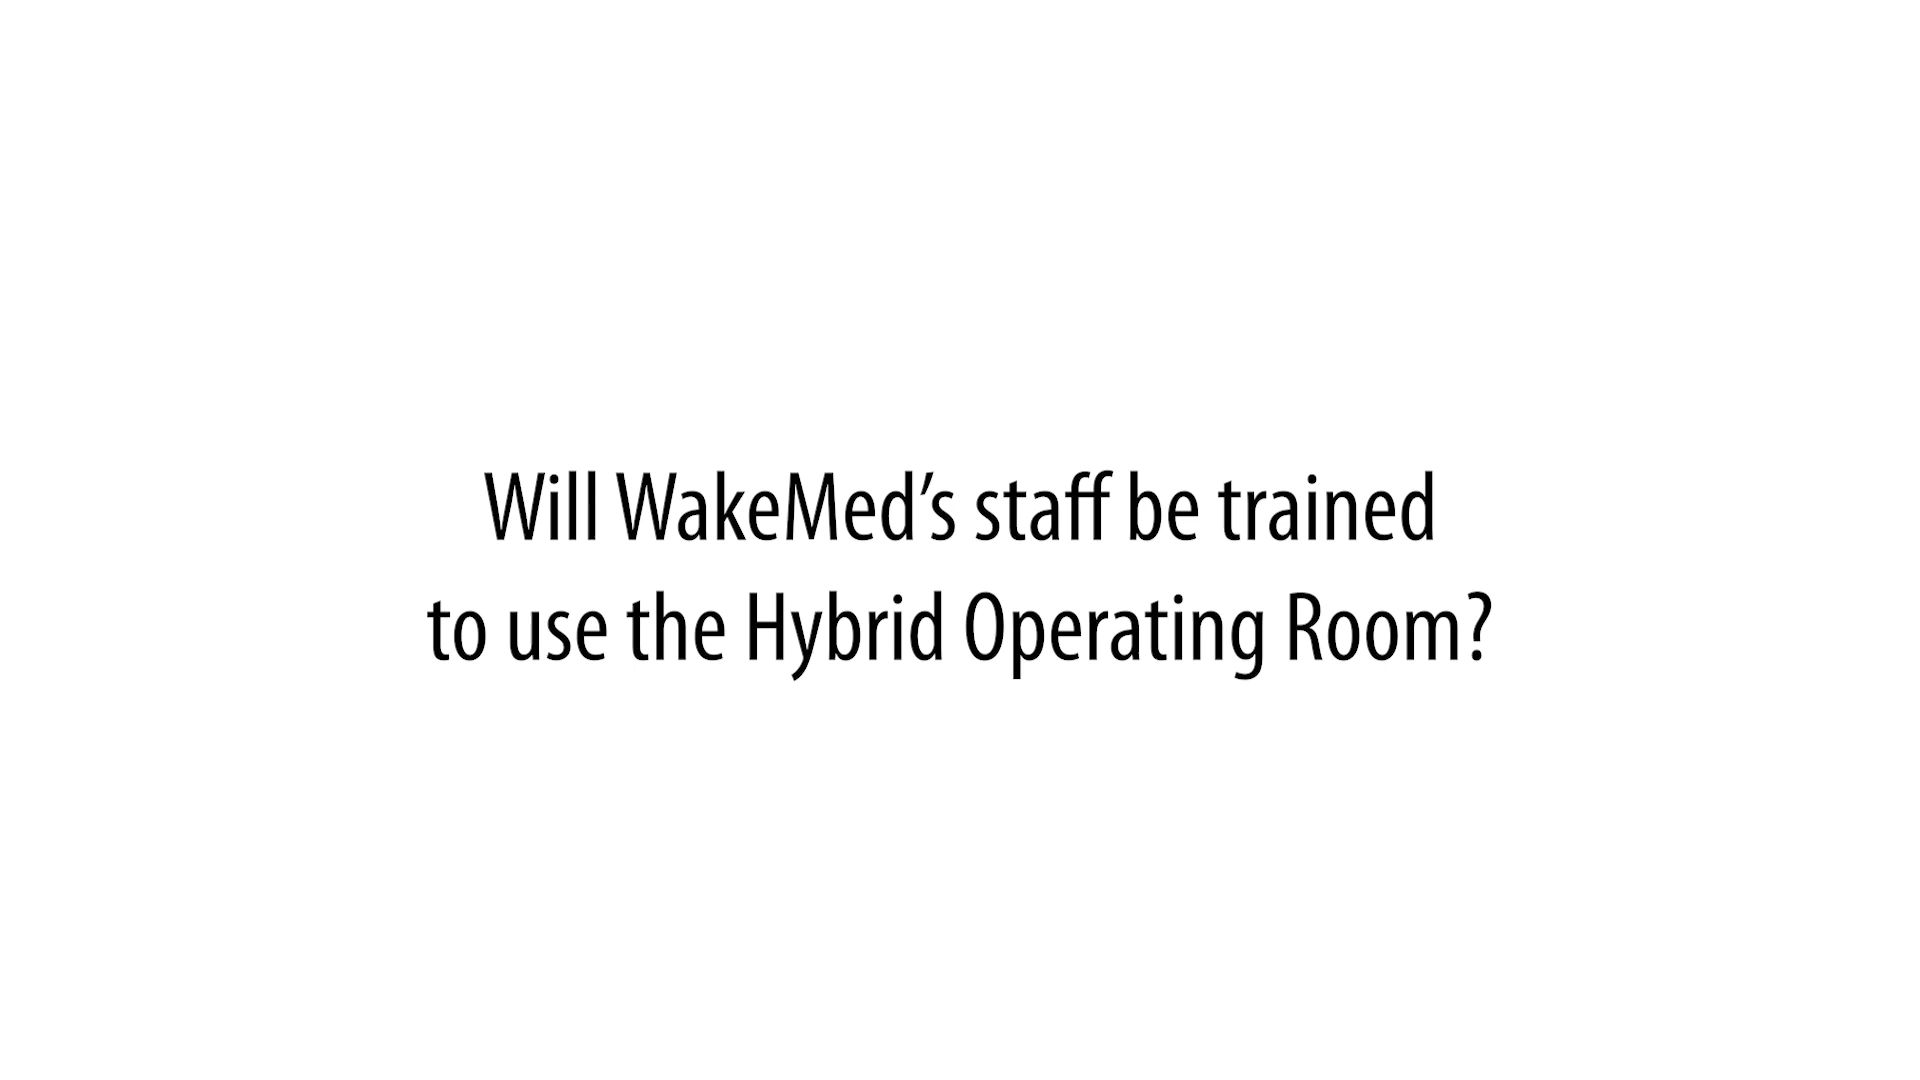 Will WakeMed’s staff be trained
to use the Hybrid Operating Room?